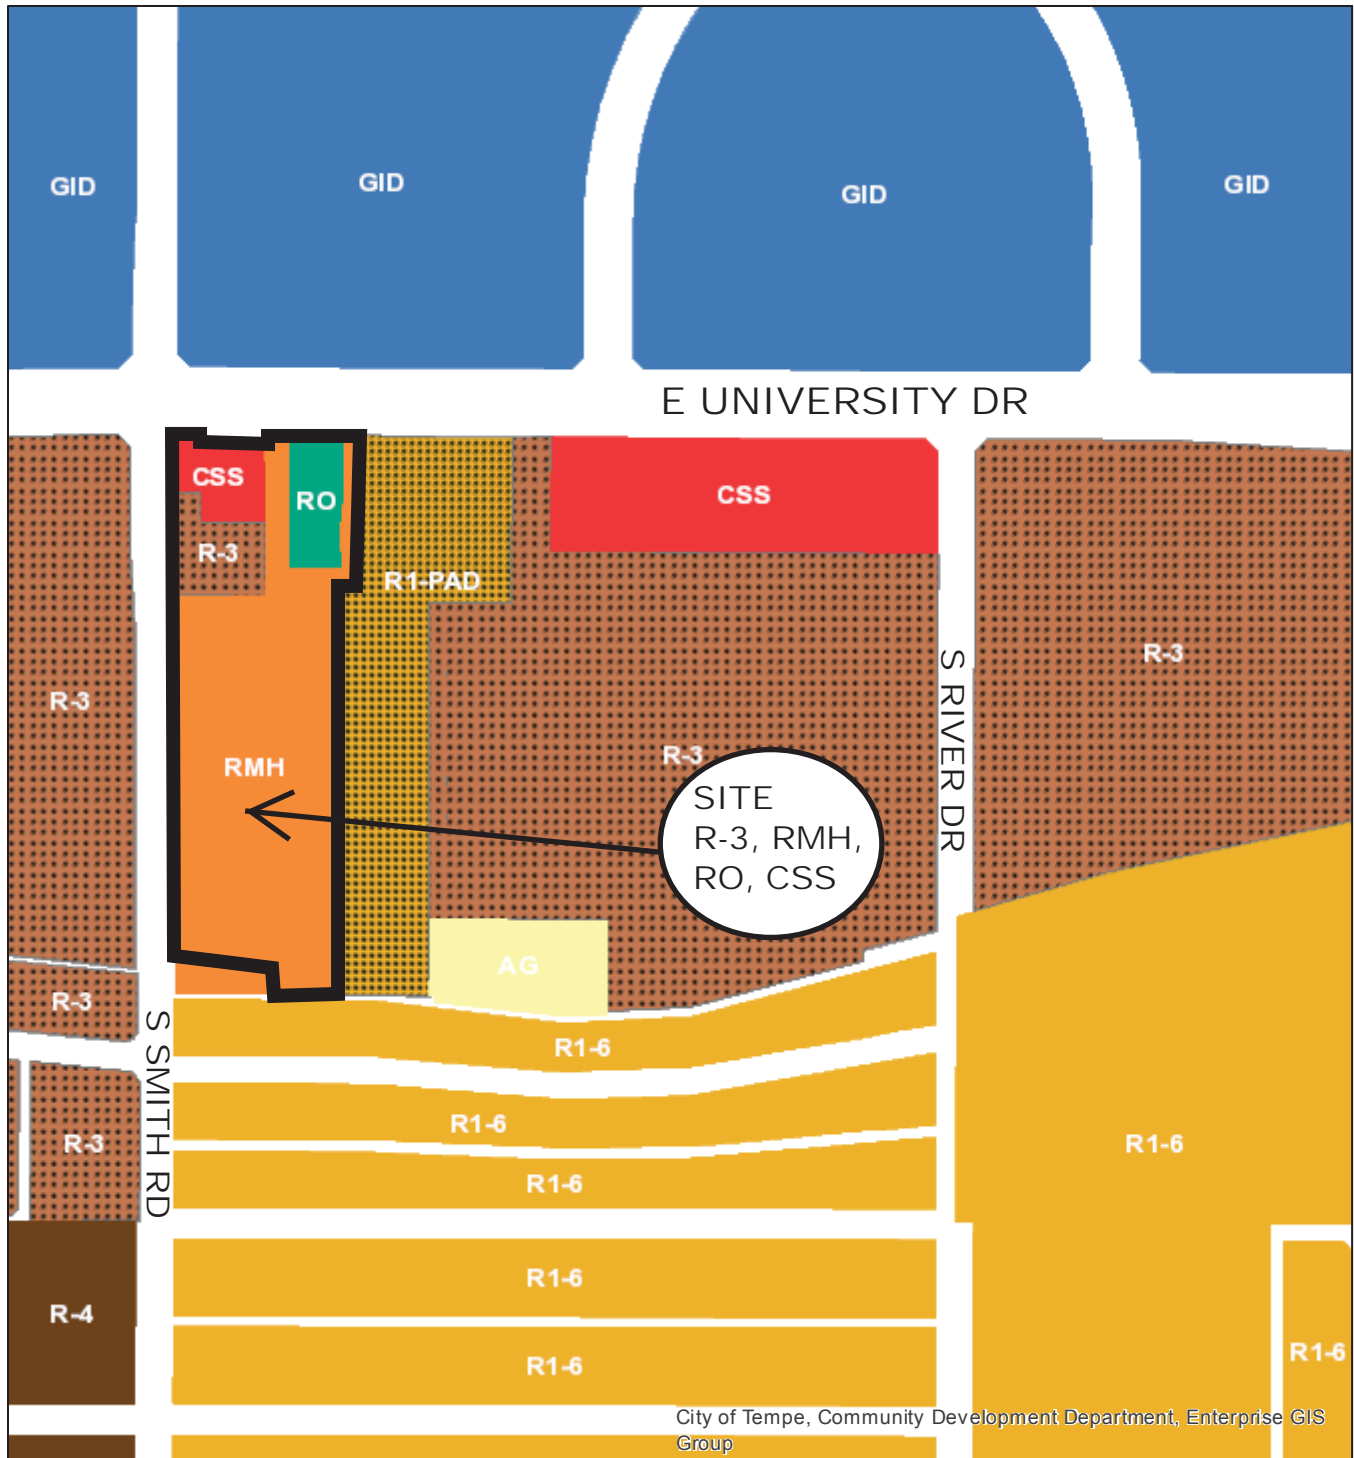 GID
GID
GID
GID
E UNIVERSITY DR
CSS
RO
CSS
R-3
R1-PAD
R-3
R-3
S RIVER DR
R-3
R-3
RMH
SITE
R-3, RMH,
RO, CSS
AG
R-3
S SMITH RD
R1-6
R1-6
R-3
R1-6
R1-6
R1-6
R-4
R1-6
R1-6
City of Tempe, Community Development Department, Enterprise GIS
Group